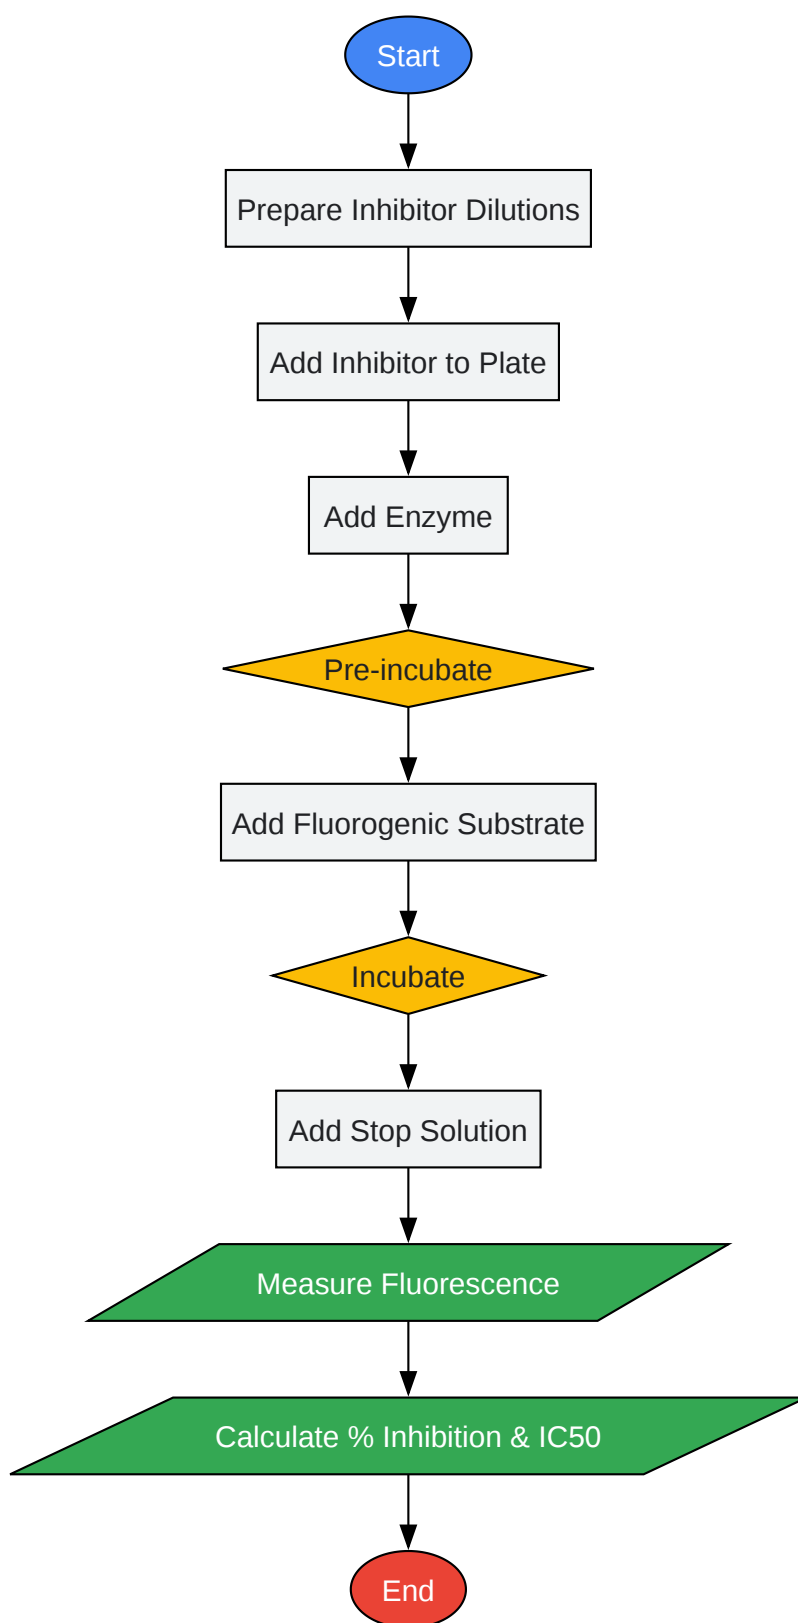 Start
Prepare Inhibitor Dilutions
Add Inhibitor to Plate
Add Enzyme
Pre-incubate
Add Fluorogenic Substrate
Incubate
Add Stop Solution
Measure Fluorescence
Calculate % Inhibition & IC50
End